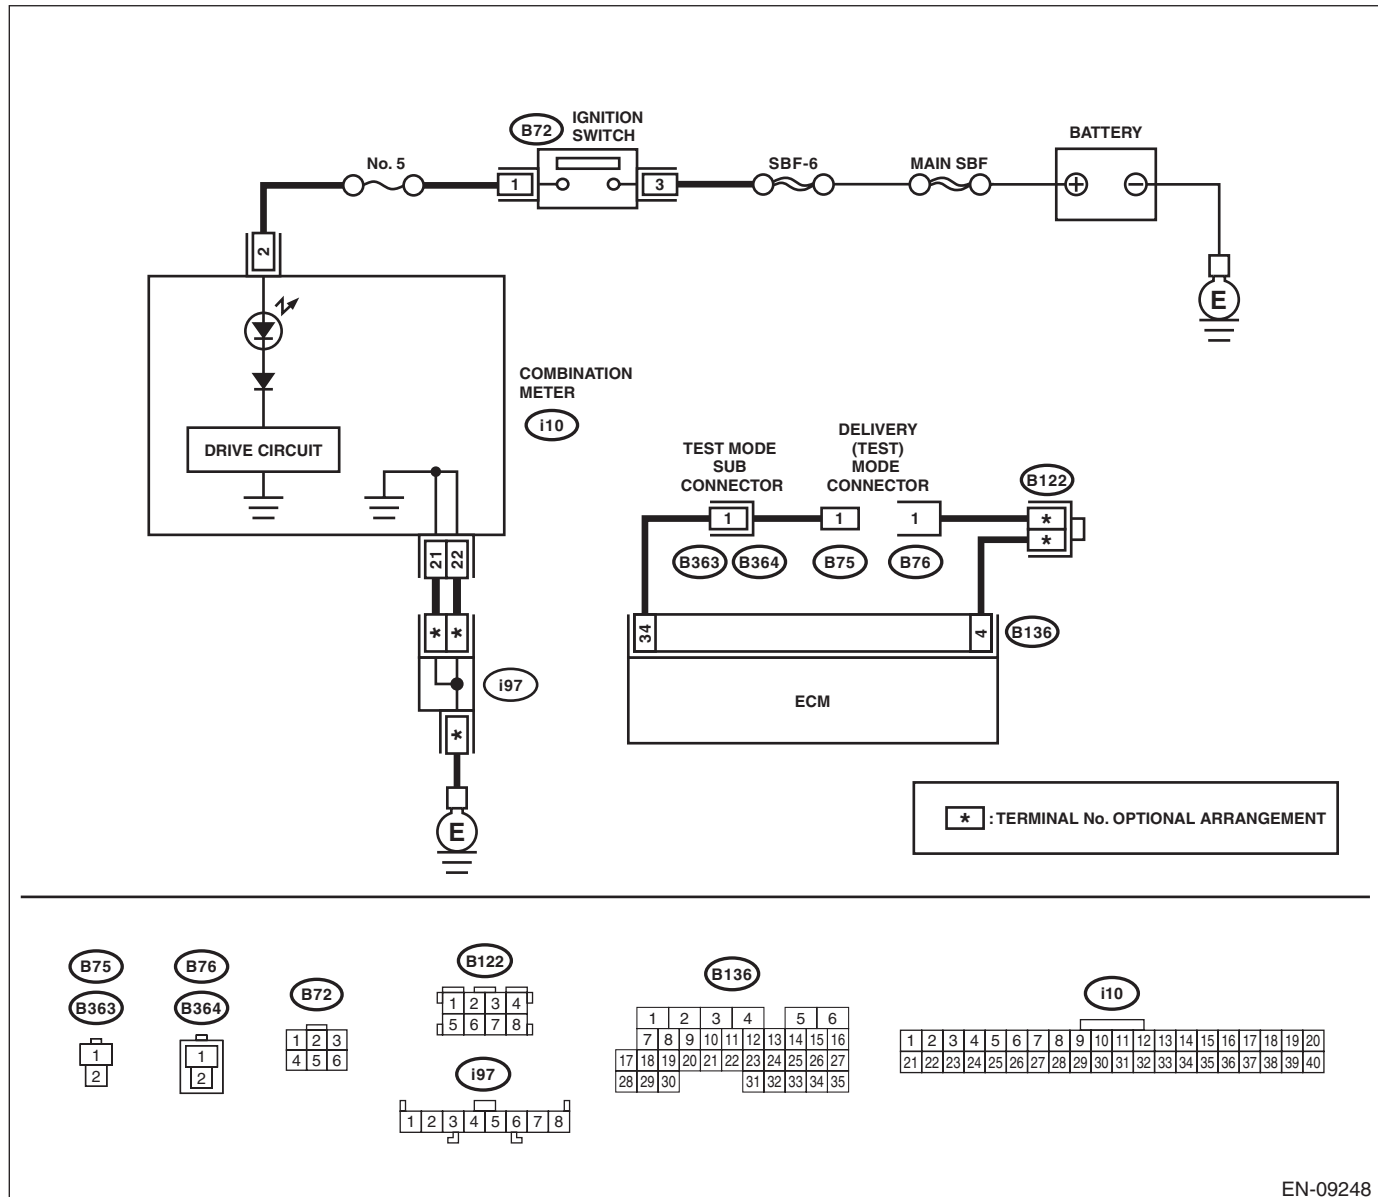 B72
IGNITION
SWITCH
BATTERY
No. 5
SBF-6
MAIN SBF
1
3
2
E
COMBINATION
METER
i10
DRIVE CIRCUIT
TEST MODE
SUB
CONNECTOR
DELIVERY
(TEST)
MODE
CONNECTOR
B122
1
1
1
*
*
B363
B364
B75
B76
21
22
*
*
34
4
B136
i97
ECM
*
E
* : TERMINAL No. OPTIONAL ARRANGEMENT
B75
B363
1
2
B76
B364
1
2
B72
1 2 3
4 5 6
B122
1 2 3 4
5 6 7 8
i97
1 2 3 4 5 6 7 8
B136
1 2 3 4 5 6
7 8 9 10 11 12 13 14 15 16
17 18 19 20 21 22 23 24 25 26 27
28 29 30 31 32 33 34 35
i10
1 2 3 4 5 6 7 8 9 10 11 12 13 14 15 16 17 18 19 20
21 22 23 24 25 26 27 28 29 30 31 32 33 34 35 36 37 38 39 40
EN-09248